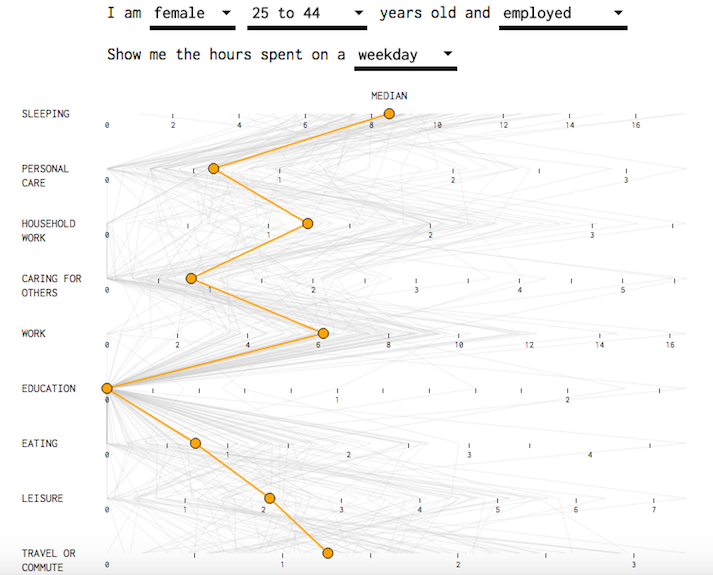 I am female 25 to 44 years old and employed
Show me the hours spent on a weekday
MEDIAN
SLEEPING
0 2 4 6 8 10 12 14 16
PERSONAL
CARE
0 1 2 3
HOUSEHOLD
WORK
0 1 2 3
CARING FOR
OTHERS
0 1 2 3 4 5
WORK
0 2 4 6 8 10 12 14 16
EDUCATION
0 1 2
EATING
0 1 2 3 4
LEISURE
0 1 2 3 4 5 6 7
TRAVEL OR
COMMUTE
0 1 2 3